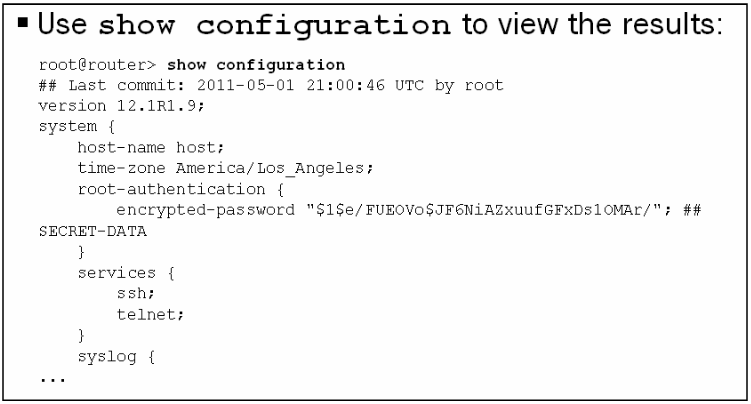 ▪ Use show configuration to view the results:
root@router> show configuration
## Last commit: 2011-05-01 21:00:46 UTC by root
version 12.1R1.9;
system {
    host-name host;
    time-zone America/Los_Angeles;
    root-authentication {
        encrypted-password "$1$e/FUEOVo$JF6NiAZxuufGFxDs1OMAr/"; ##
SECRET-DATA
    }
    services {
        ssh;
        telnet;
    }
    syslog {
...